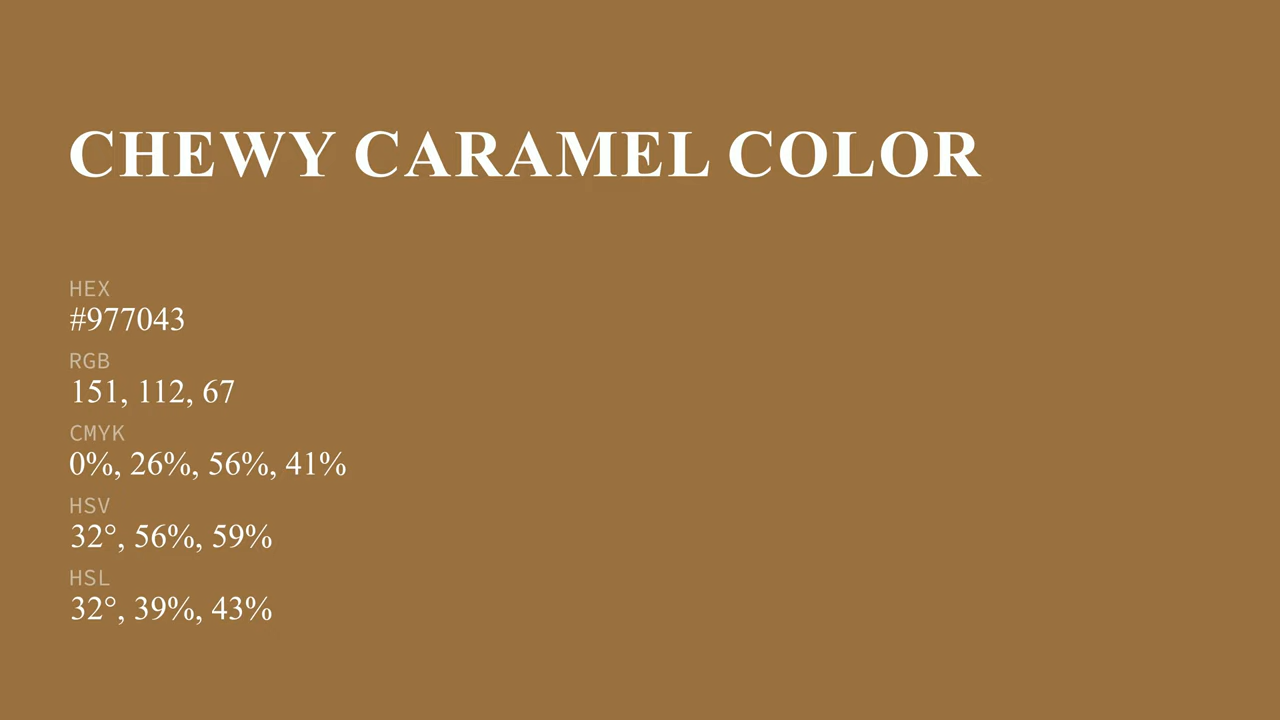 CHEWY CARAMEL COLOR
HEX
#977043
RGB
151, 112, 67
CMYK
0%, 26%, 56%, 41%
HSV
32°, 56%, 59%
HSL
32°, 39%, 43%